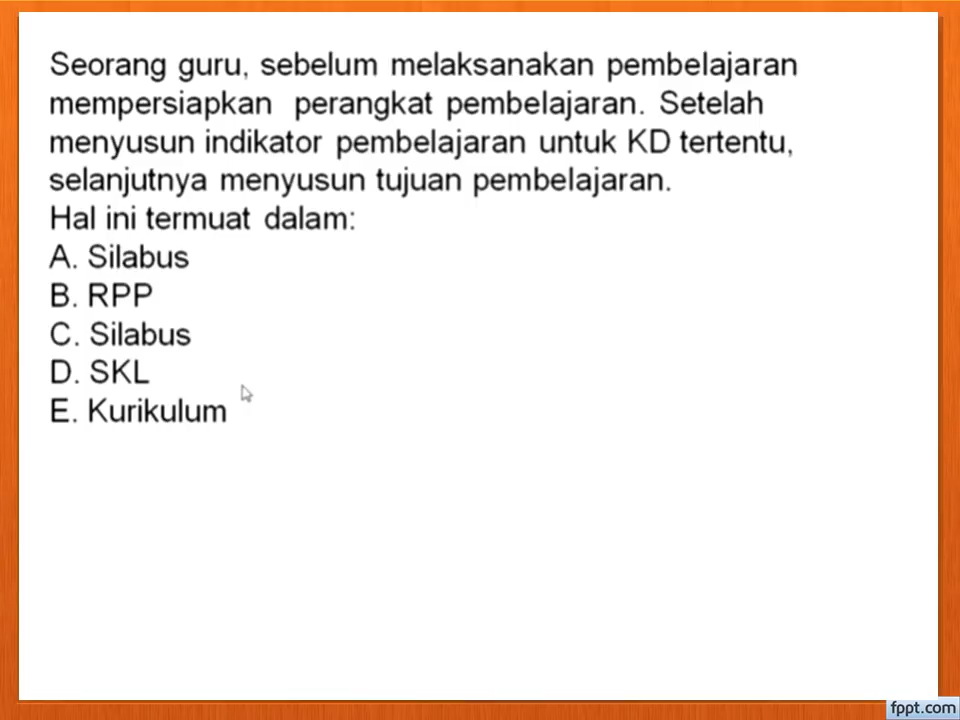 Seorang guru, sebelum melaksanakan pembelajaran
mempersiapkan perangkat pembelajaran. Setelah
menyusun indikator pembelajaran untuk KD tertentu,
selanjutnya menyusun tujuan pembelajaran.
Hal ini termuat dalam:
A. Silabus
B. RPP
C. Silabus
D. SKL
E. Kurikulum
fppt.com